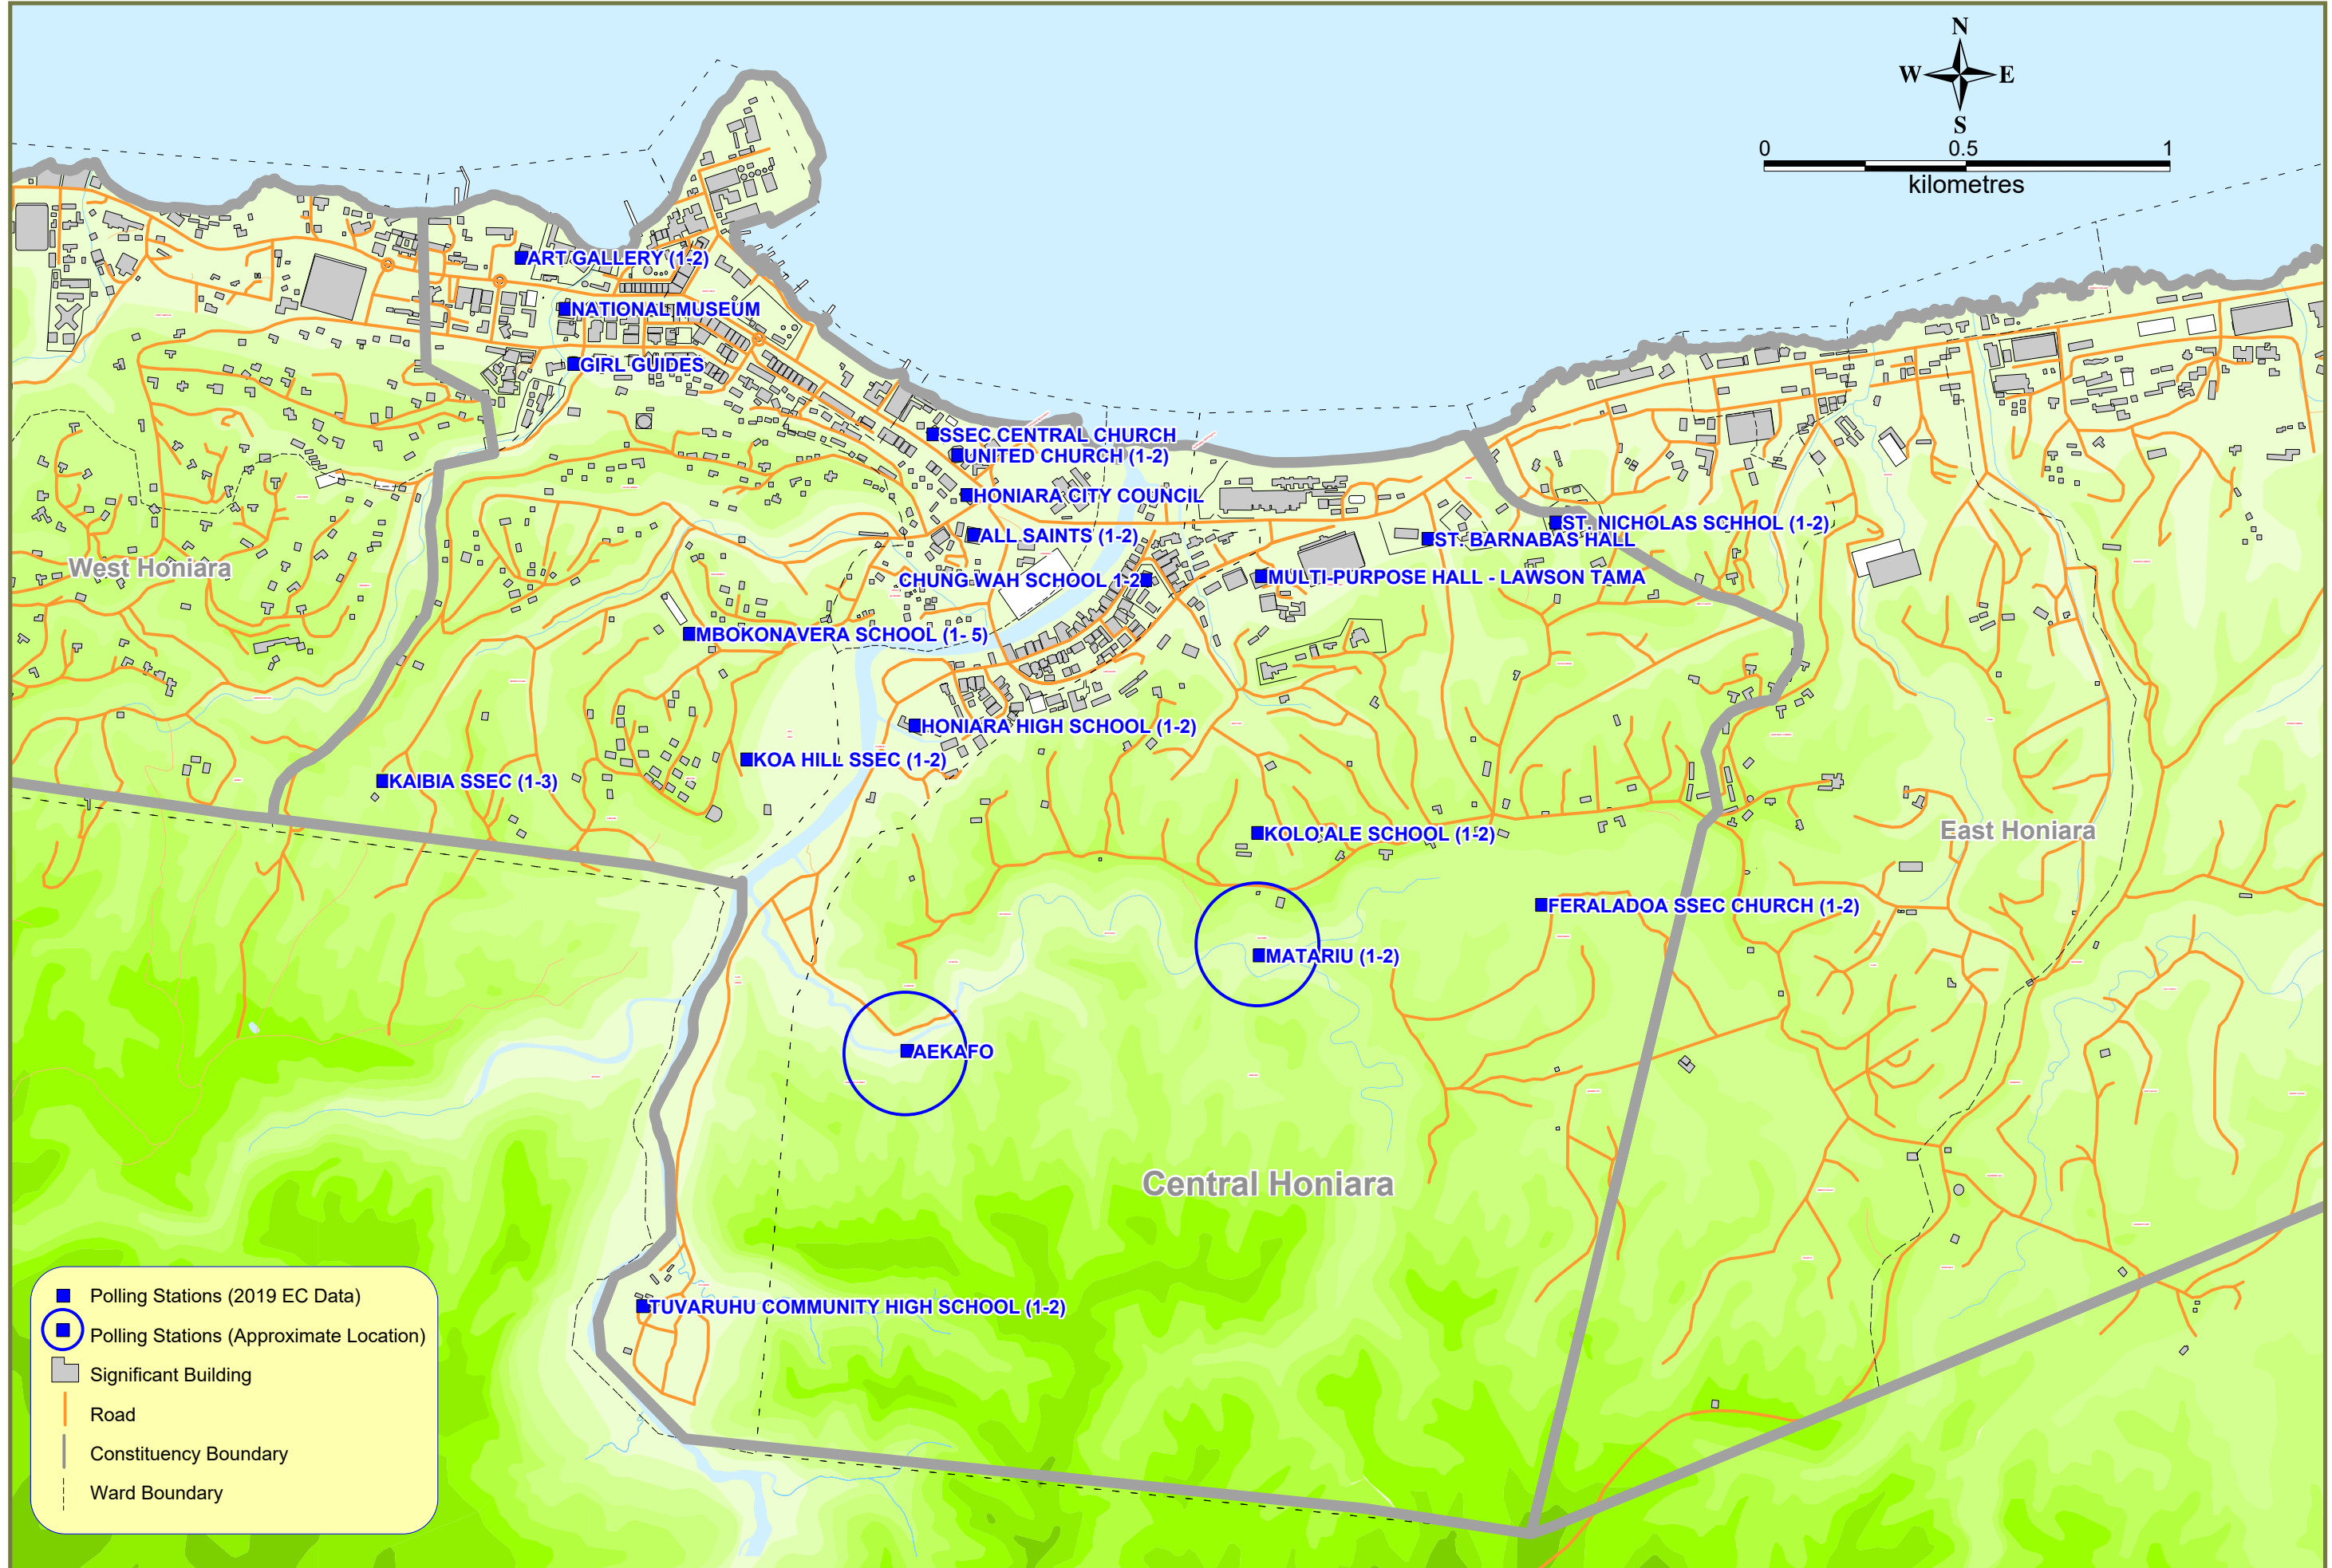 N
W E
S
0 0.5 1
kilometres
ART GALLERY (1-2)
NATIONAL MUSEUM
GIRL GUIDES
SSEC CENTRAL CHURCH
UNITED CHURCH (1-2)
HONIARA CITY COUNCIL
ALL SAINTS (1-2)
ST. NICHOLAS SCHHOL (1-2)
ST. BARNABAS HALL
West Honiara
CHUNG WAH SCHOOL 1-2
MULTI-PURPOSE HALL - LAWSON TAMA
MBOKONAVERA SCHOOL (1- 5)
HONIARA HIGH SCHOOL (1-2)
KOA HILL SSEC (1-2)
KAIBIA SSEC (1-3)
KOLO'ALE SCHOOL (1-2)
East Honiara
FERALADOA SSEC CHURCH (1-2)
MATARIU (1-2)
AEKAFO
Central Honiara
TUVARUHU COMMUNITY HIGH SCHOOL (1-2)
Polling Stations (2019 EC Data)
Polling Stations (Approximate Location)
Significant Building
Road
Constituency Boundary
Ward Boundary